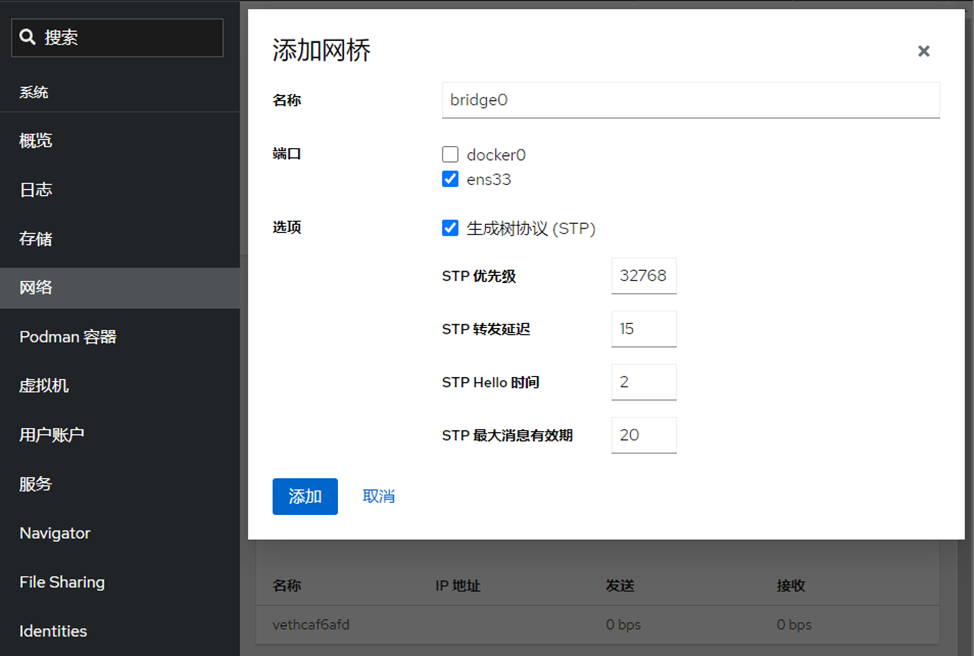 搜索
系统
概览
日志
存储
网络
Podman 容器
虚拟机
用户账户
服务
Navigator
File Sharing
Identities
添加网桥
名称 bridge0
端口 docker0
ens33
选项 生成树协议 (STP)
STP 优先级 32768
STP 转发延迟 15
STP Hello 时间 2
STP 最大消息有效期 20
添加 取消
名称 IP 地址 发送 接收
vethcaf6afd 0 bps 0 bps